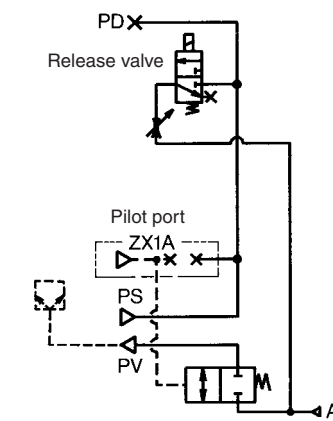 PD
Release valve
Pilot port
ZX1A
PS
PV
A